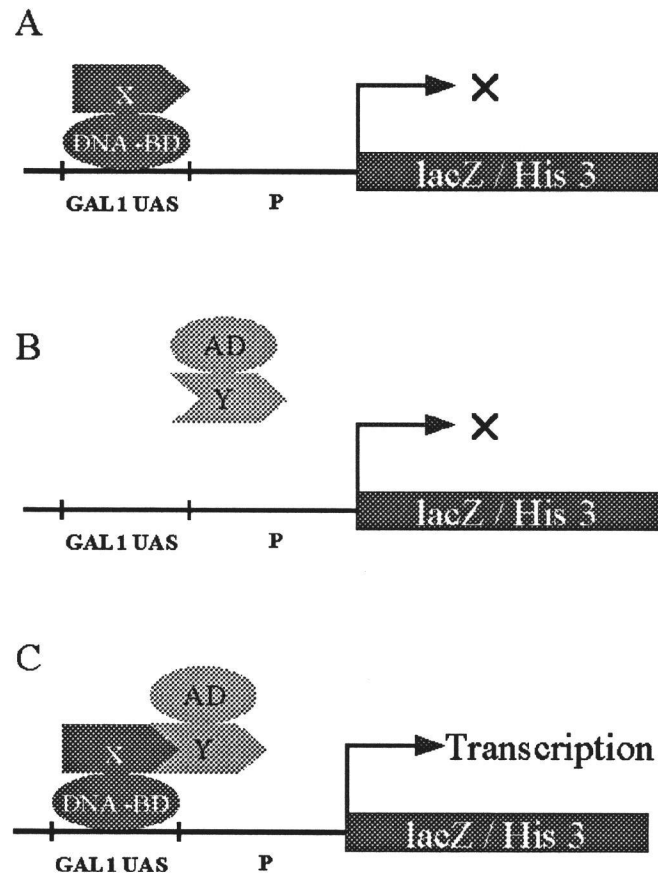 A
X
DNA-BD
GAL1 UAS P
lacZ / His 3
B
AD
Y
GAL1 UAS P
lacZ / His 3
C
AD
X Y
Transcription
DNA-BD
GAL1 UAS P
lacZ / His 3